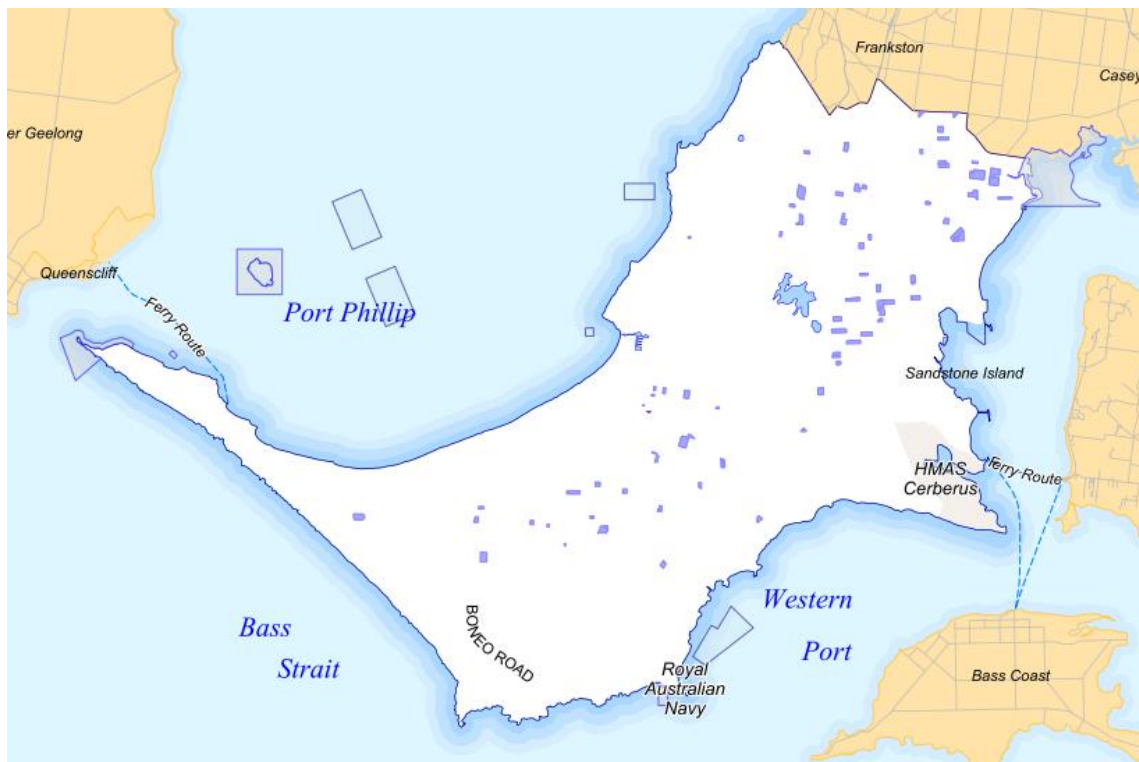 Frankston
Casey
er Geelong
Queenscliff
Ferry Route
Port Phillip
Sandstone Island
HMAS
Cerberus
Ferry Route
Western
Port
Bass
Strait
BONEO ROAD
Royal
Australian
Navy
Bass Coast